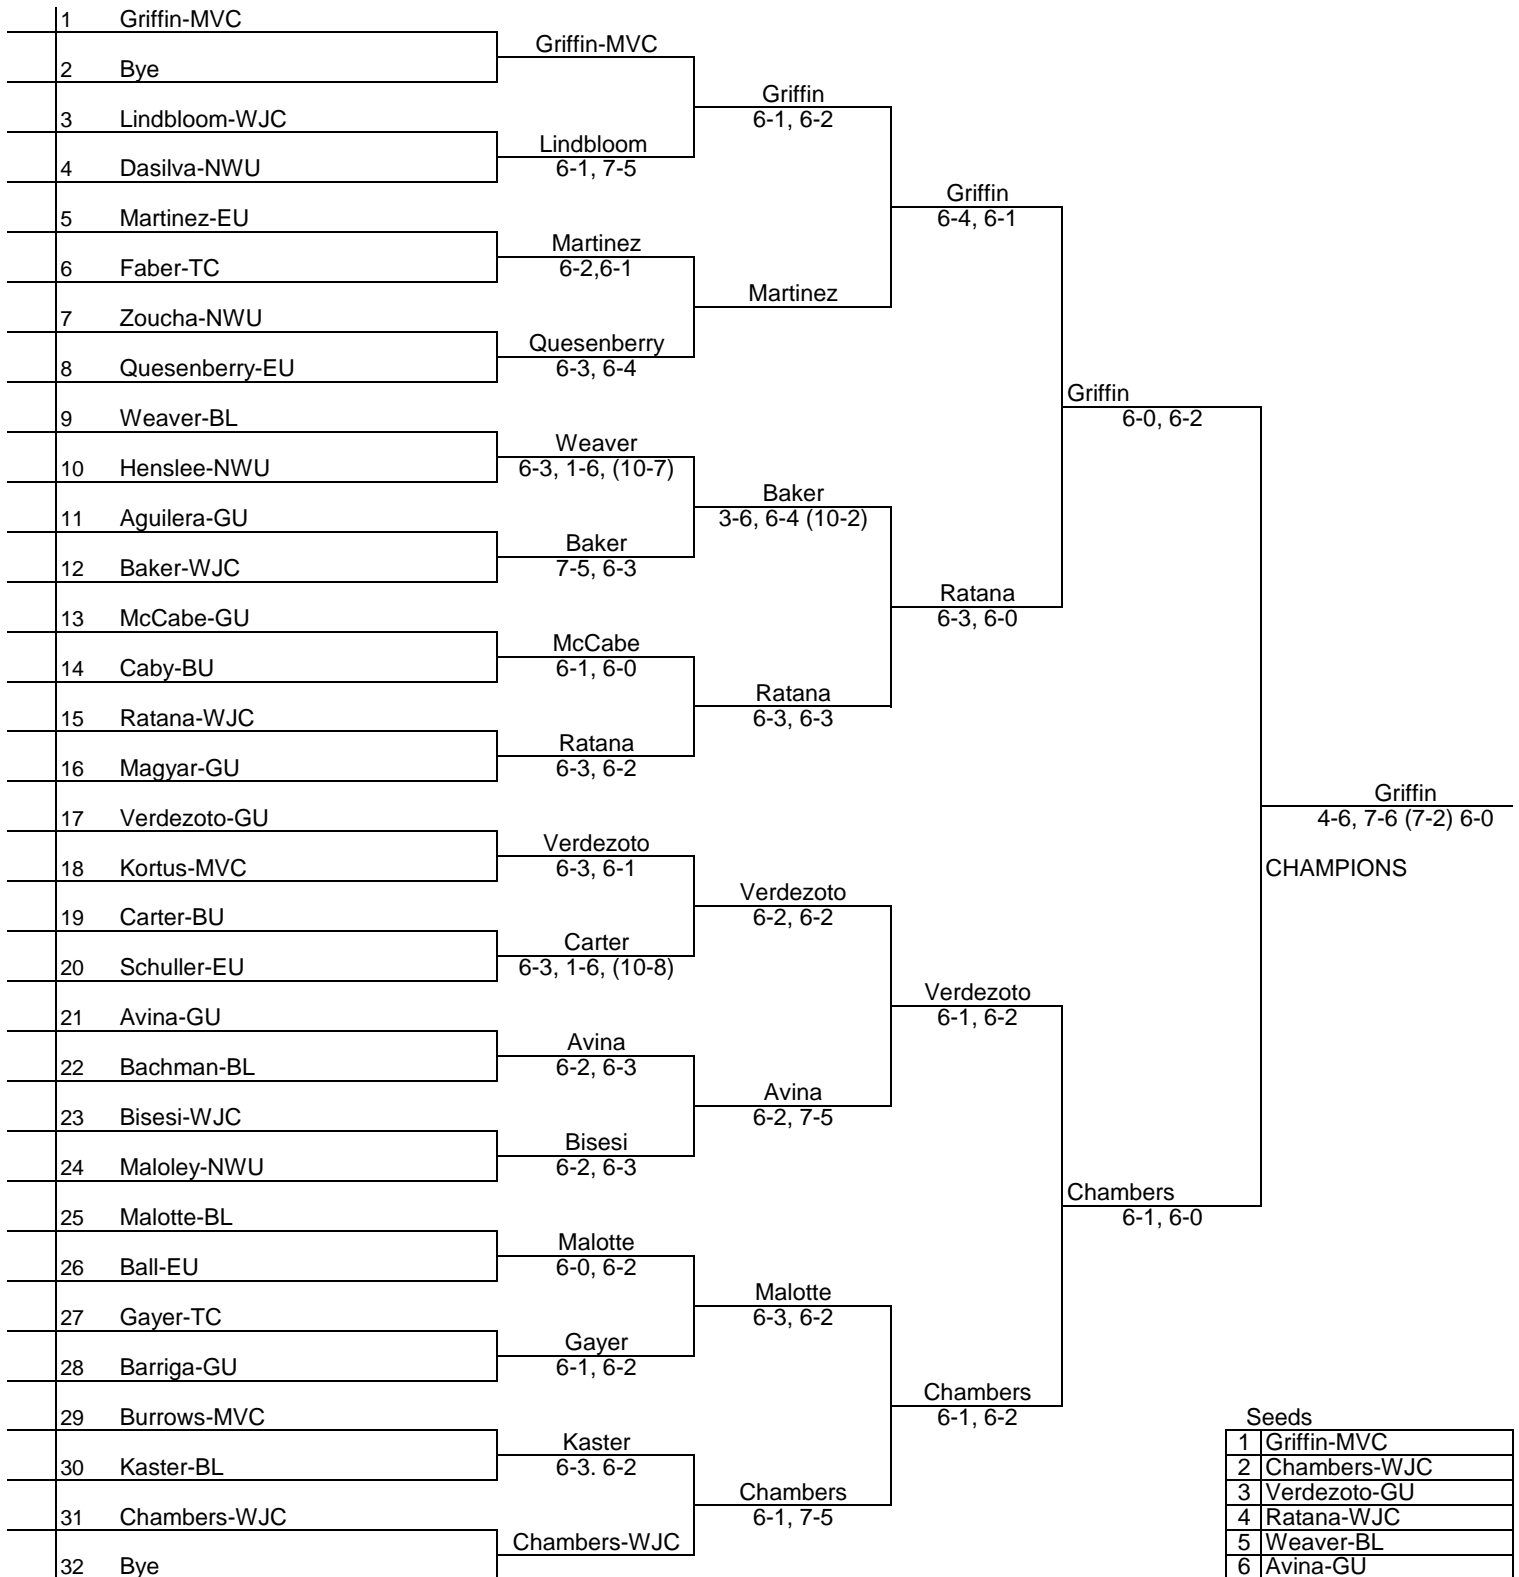 1 Griffin-MVC
Griffin-MVC
2 Bye
Griffin
3 Lindbloom-WJC
6-1, 6-2
Lindbloom
4 Dasilva-NWU
6-1, 7-5
Griffin
5 Martinez-EU
6-4, 6-1
Martinez
6 Faber-TC
6-2,6-1
Martinez
7 Zoucha-NWU
Quesenberry
8 Quesenberry-EU
6-3, 6-4
Griffin
9 Weaver-BL
6-0, 6-2
Weaver
10 Henslee-NWU
6-3, 1-6, (10-7)
Baker
11 Aguilera-GU
3-6, 6-4 (10-2)
Baker
12 Baker-WJC
7-5, 6-3
Ratana
13 McCabe-GU
6-3, 6-0
McCabe
14 Caby-BU
6-1, 6-0
Ratana
15 Ratana-WJC
6-3, 6-3
Ratana
16 Magyar-GU
6-3, 6-2
Griffin
17 Verdezoto-GU
4-6, 7-6 (7-2) 6-0
Verdezoto
18 Kortus-MVC
6-3, 6-1
CHAMPIONS
Verdezoto
19 Carter-BU
6-2, 6-2
Carter
20 Schuller-EU
6-3, 1-6, (10-8)
Verdezoto
21 Avina-GU
6-1, 6-2
Avina
22 Bachman-BL
6-2, 6-3
Avina
23 Bisesi-WJC
6-2, 7-5
Bisesi
24 Maloley-NWU
6-2, 6-3
Chambers
25 Malotte-BL
6-1, 6-0
Malotte
26 Ball-EU
6-0, 6-2
Malotte
27 Gayer-TC
6-3, 6-2
Gayer
28 Barriga-GU
6-1, 6-2
Chambers
29 Burrows-MVC
6-1, 6-2
Seeds
Kaster
1 Griffin-MVC
30 Kaster-BL
6-3. 6-2
2 Chambers-WJC
Chambers
3 Verdezoto-GU
31 Chambers-WJC
6-1, 7-5
4 Ratana-WJC
Chambers-WJC
5 Weaver-BL
32 Bye
6 Avina-GU